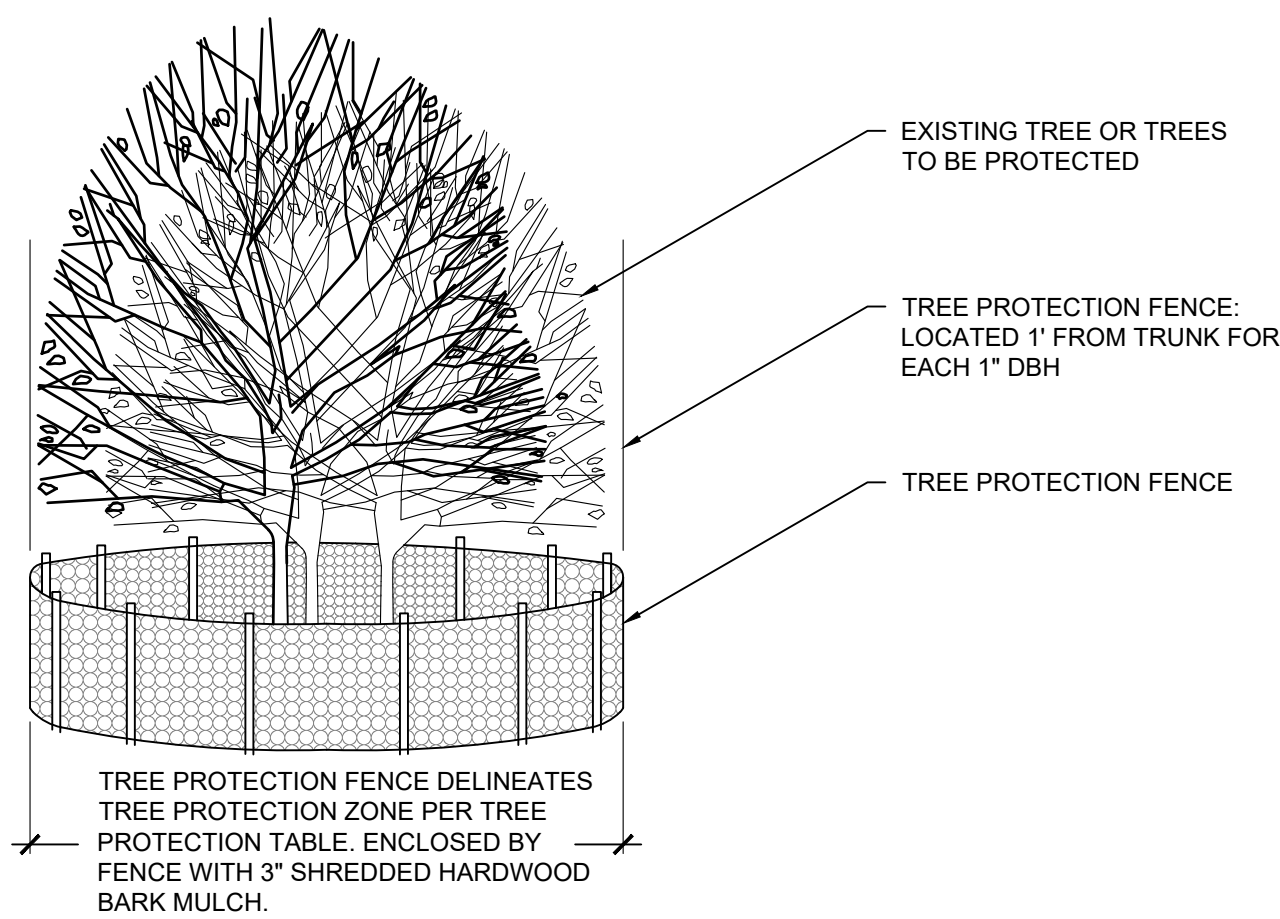 EXISTING TREE OR TREES
TO BE PROTECTED
TREE PROTECTION FENCE:
LOCATED 1' FROM TRUNK FOR
EACH 1" DBH
TREE PROTECTION FENCE
TREE PROTECTION FENCE DELINEATES
TREE PROTECTION ZONE PER TREE
PROTECTION TABLE. ENCLOSED BY
FENCE WITH 3" SHREDDED HARDWOOD
BARK MULCH.